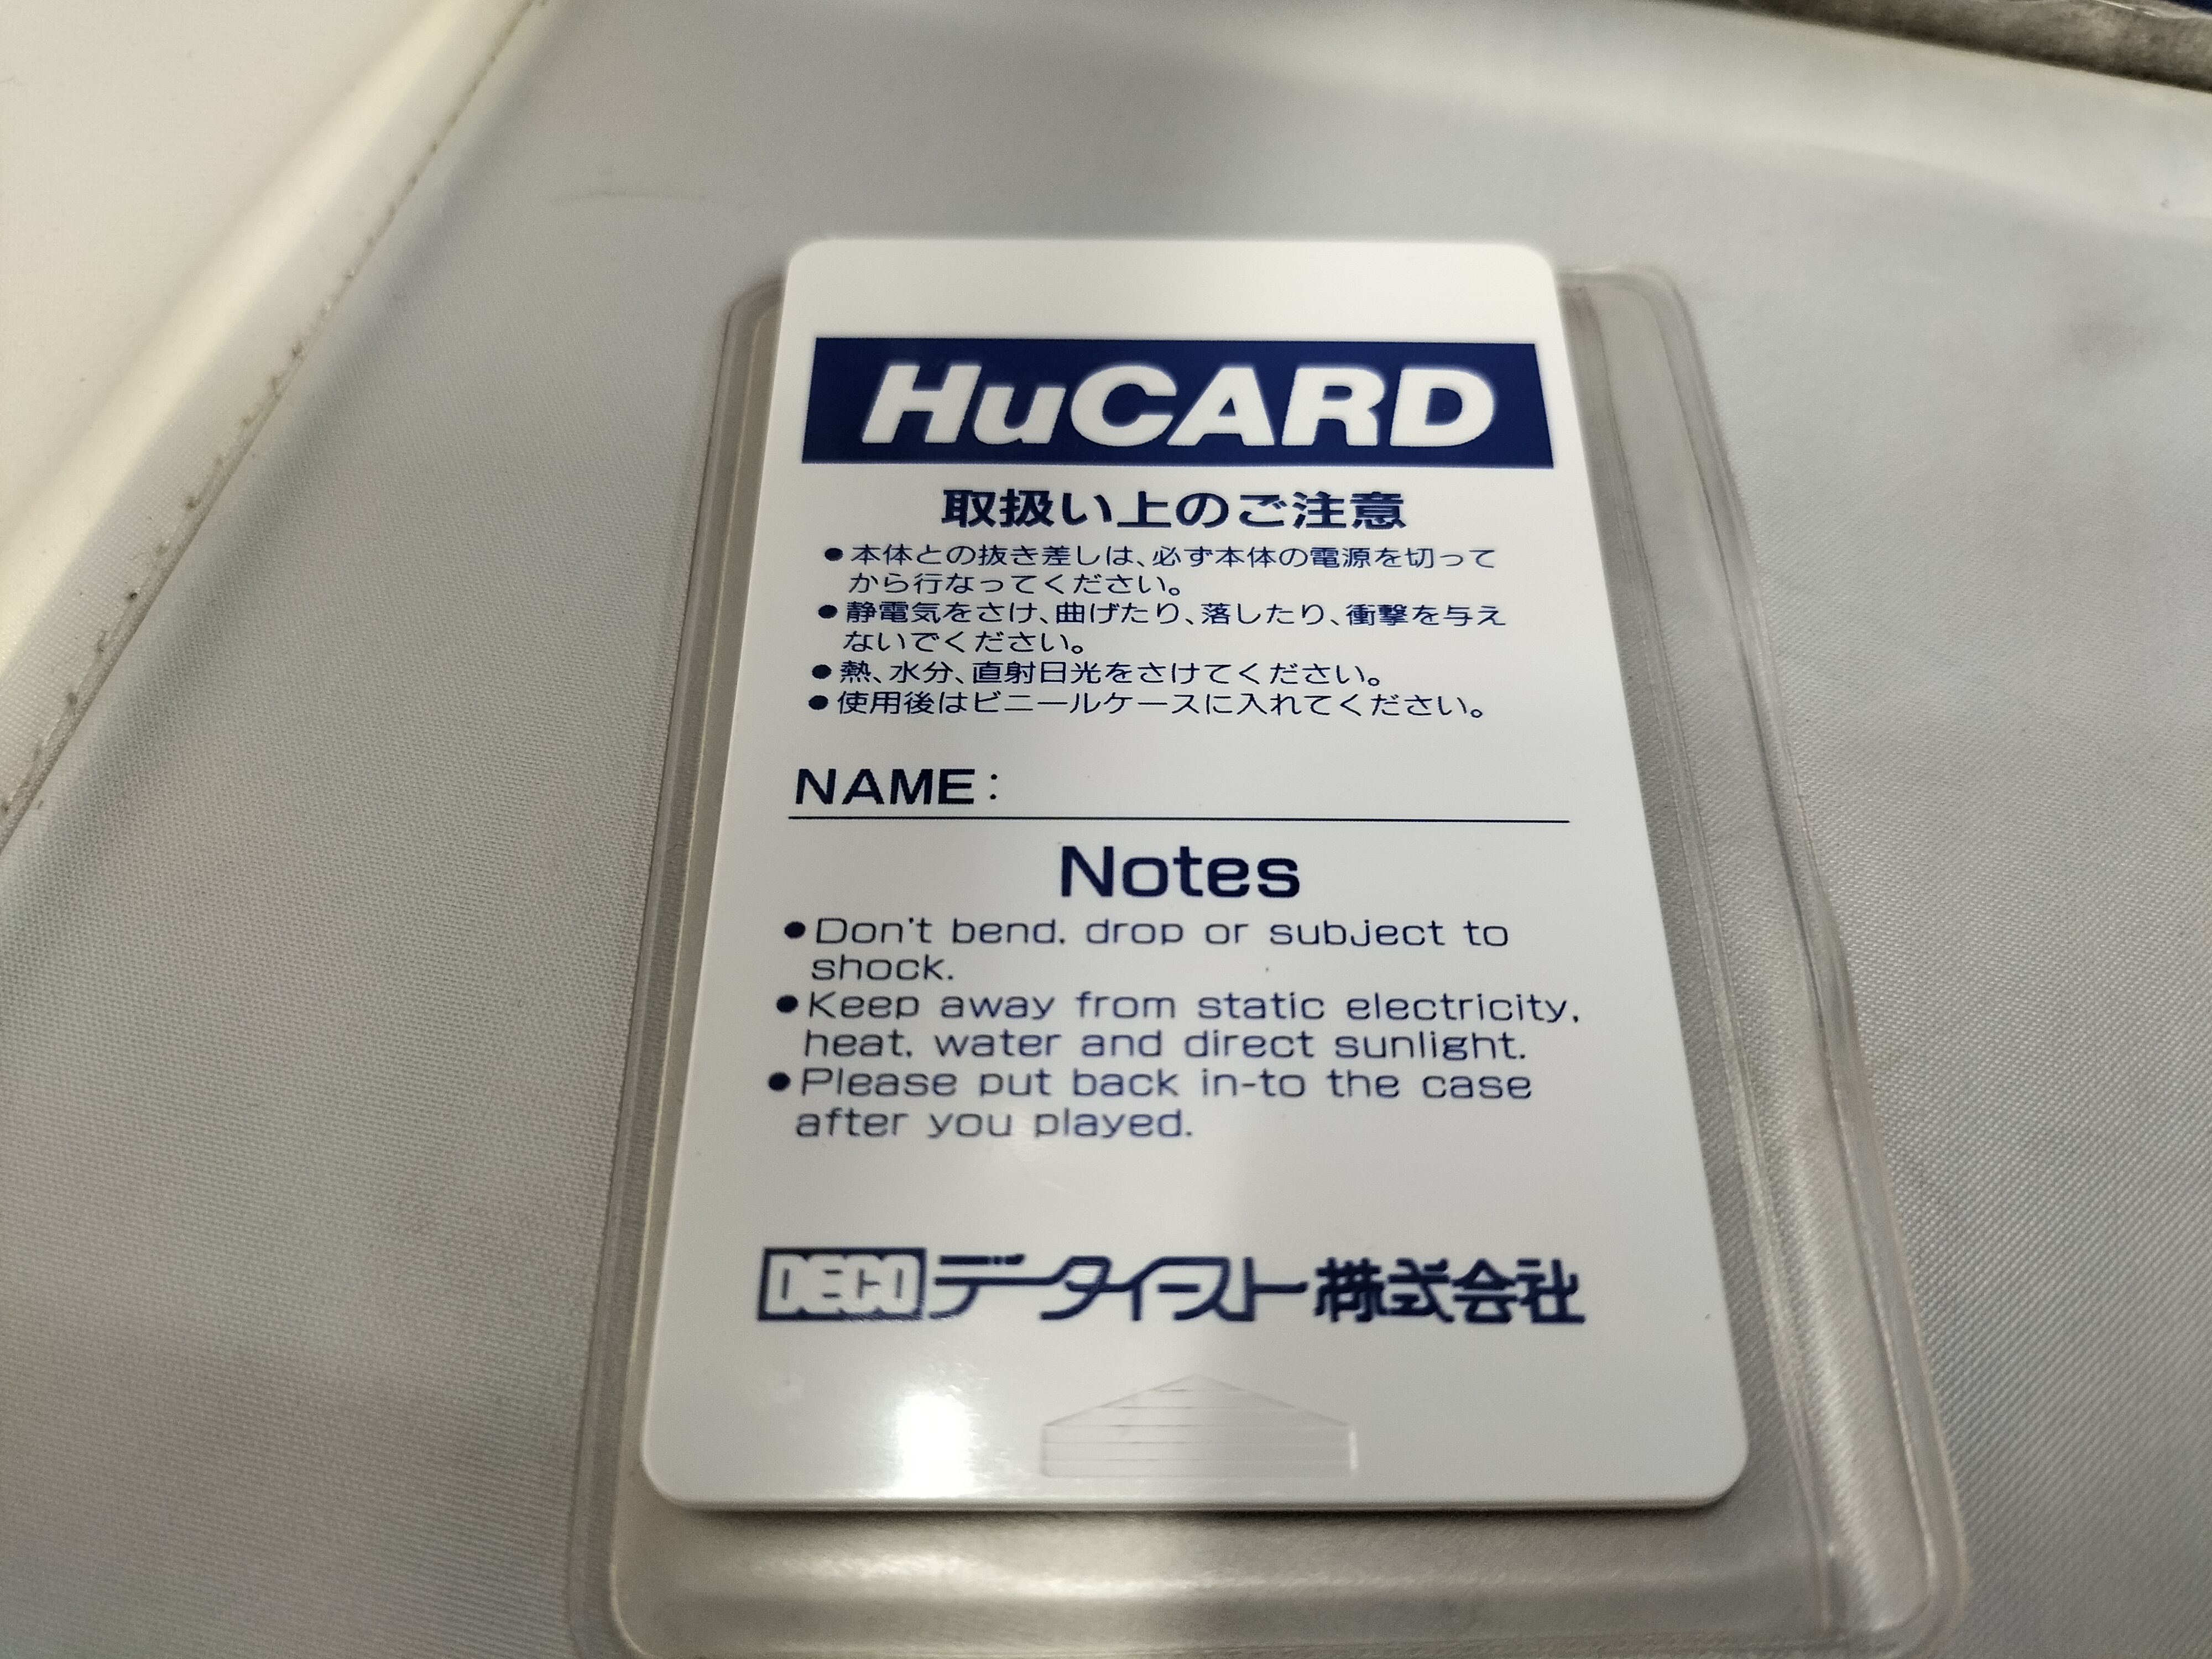 HuCARD
取扱い上のご注意
●本体との抜き差しは、必ず本体の電源を切って
から行なってください。
●静電気をさけ、曲げたり、落したり、衝撃を与え
ないでください。
●熱、水分、直射日光をさけてください。
●使用後はビニールケースに入れてください。
NAME:
Notes
●Don't bend, drop or subject to
shock.
●Keep away from static electricity,
heat, water and direct sunlight.
●Please put back in-to the case
after you played.
DECO データイースト株式会社